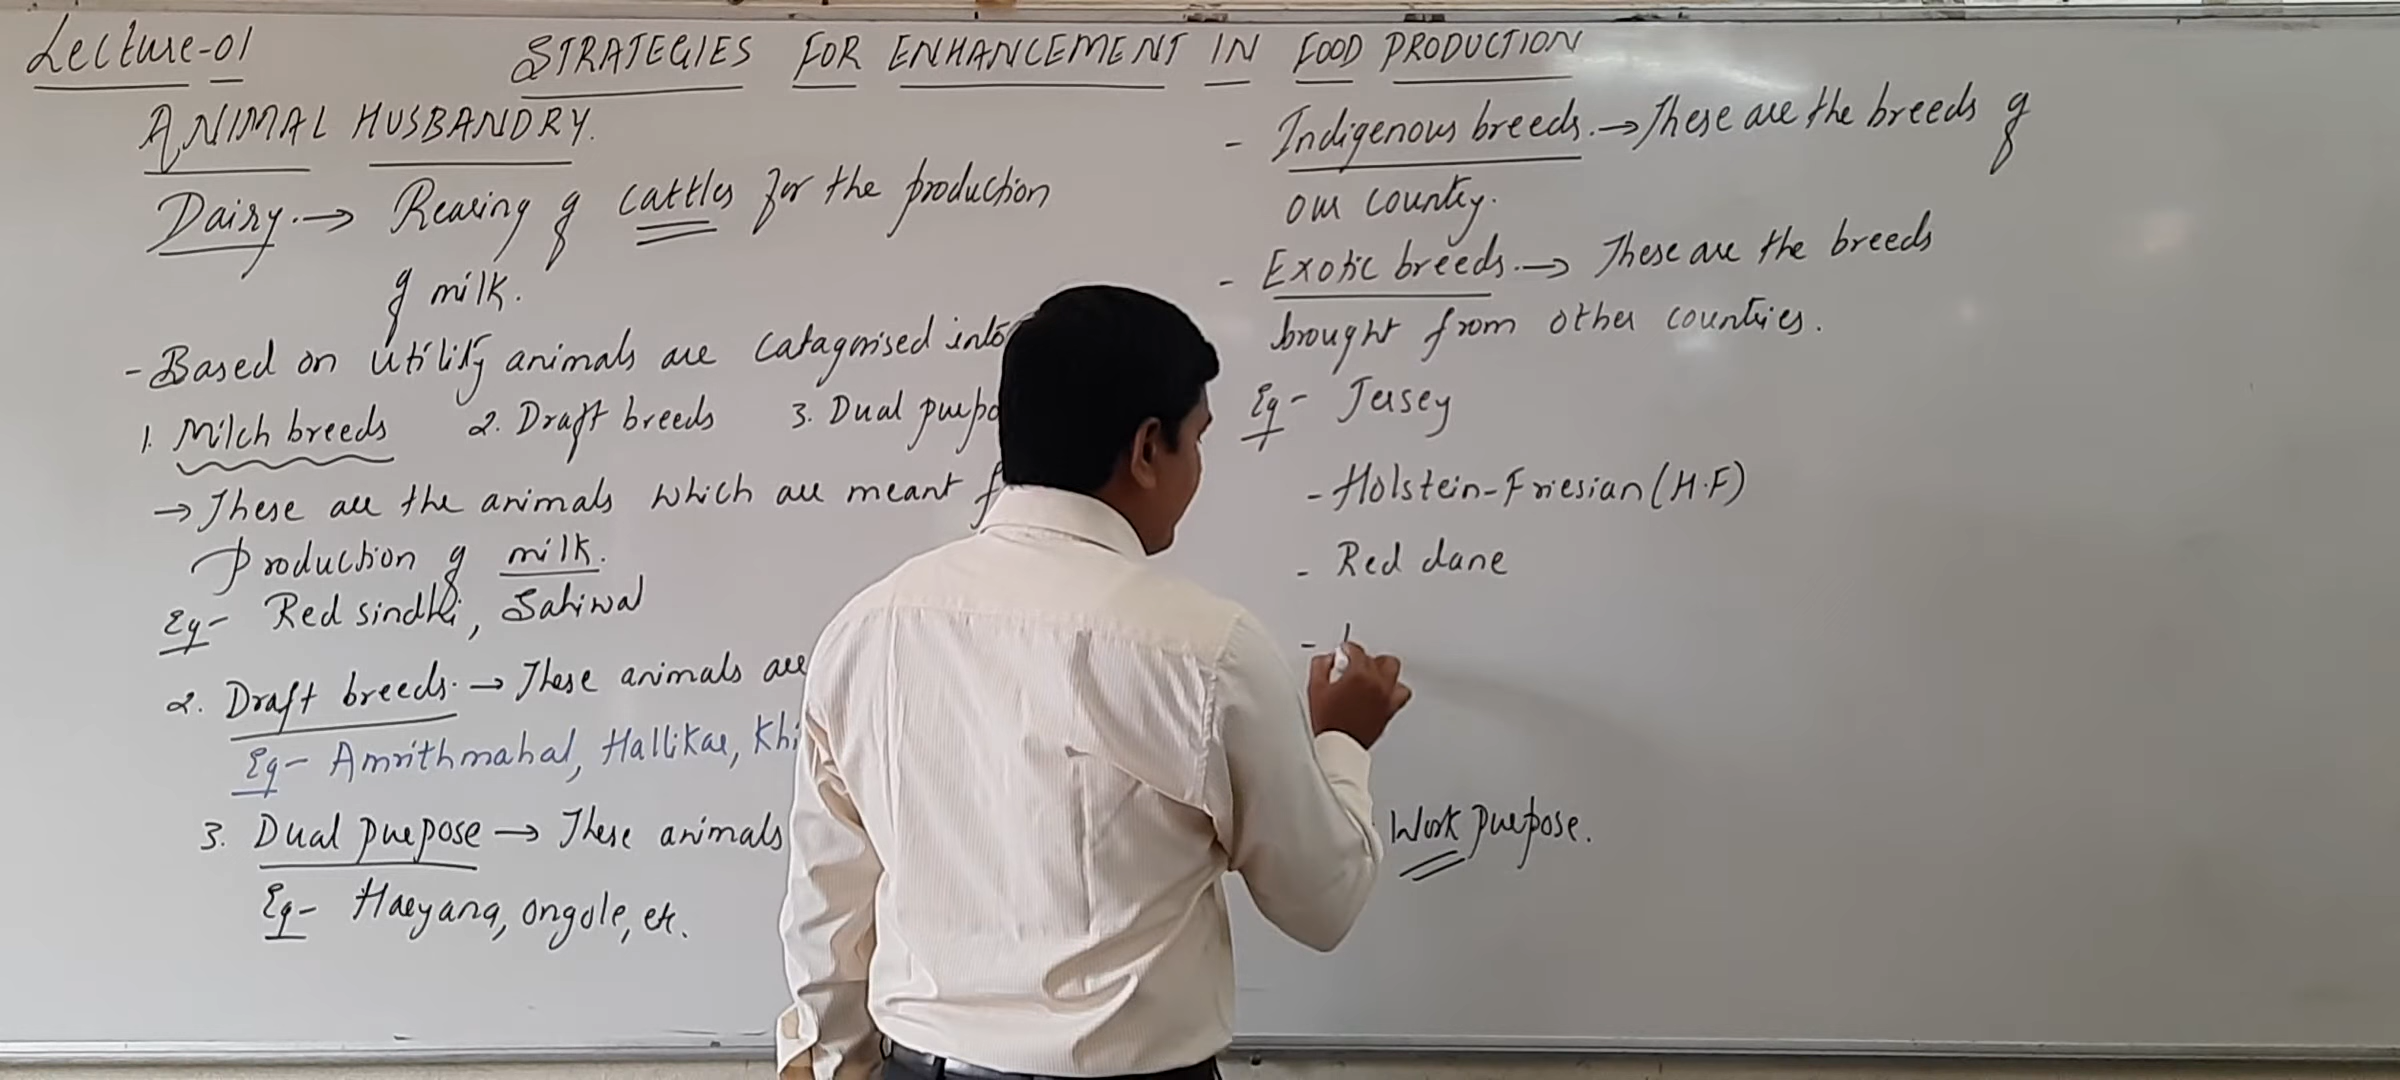 Lecture-01
STRATEGIES FOR ENHANCEMENT IN FOOD PRODUCTION
ANIMAL HUSBANDRY.
Dairy. → Rearing of cattles for the production
of milk.
- Based on utility animals are catagorised into
1. Milch breeds 2. Draft breeds 3. Dual
→ These are the animals which are meant
production of milk.
Eg- Red sindhi, Sahiwal
2. Draft breeds. → These animals are
Eg- Amrithmahal, Hallikar,
3. Dual purpose → These animals
Work purpose.
Eg- Haryana, ongole, etc.
- Indigenous breeds. → These are the breeds of
our country.
- Exotic breeds. → These are the breeds
brought from other countries.
Eg- Jersey
- Holstein-Friesian (H.F)
- Red dane
-